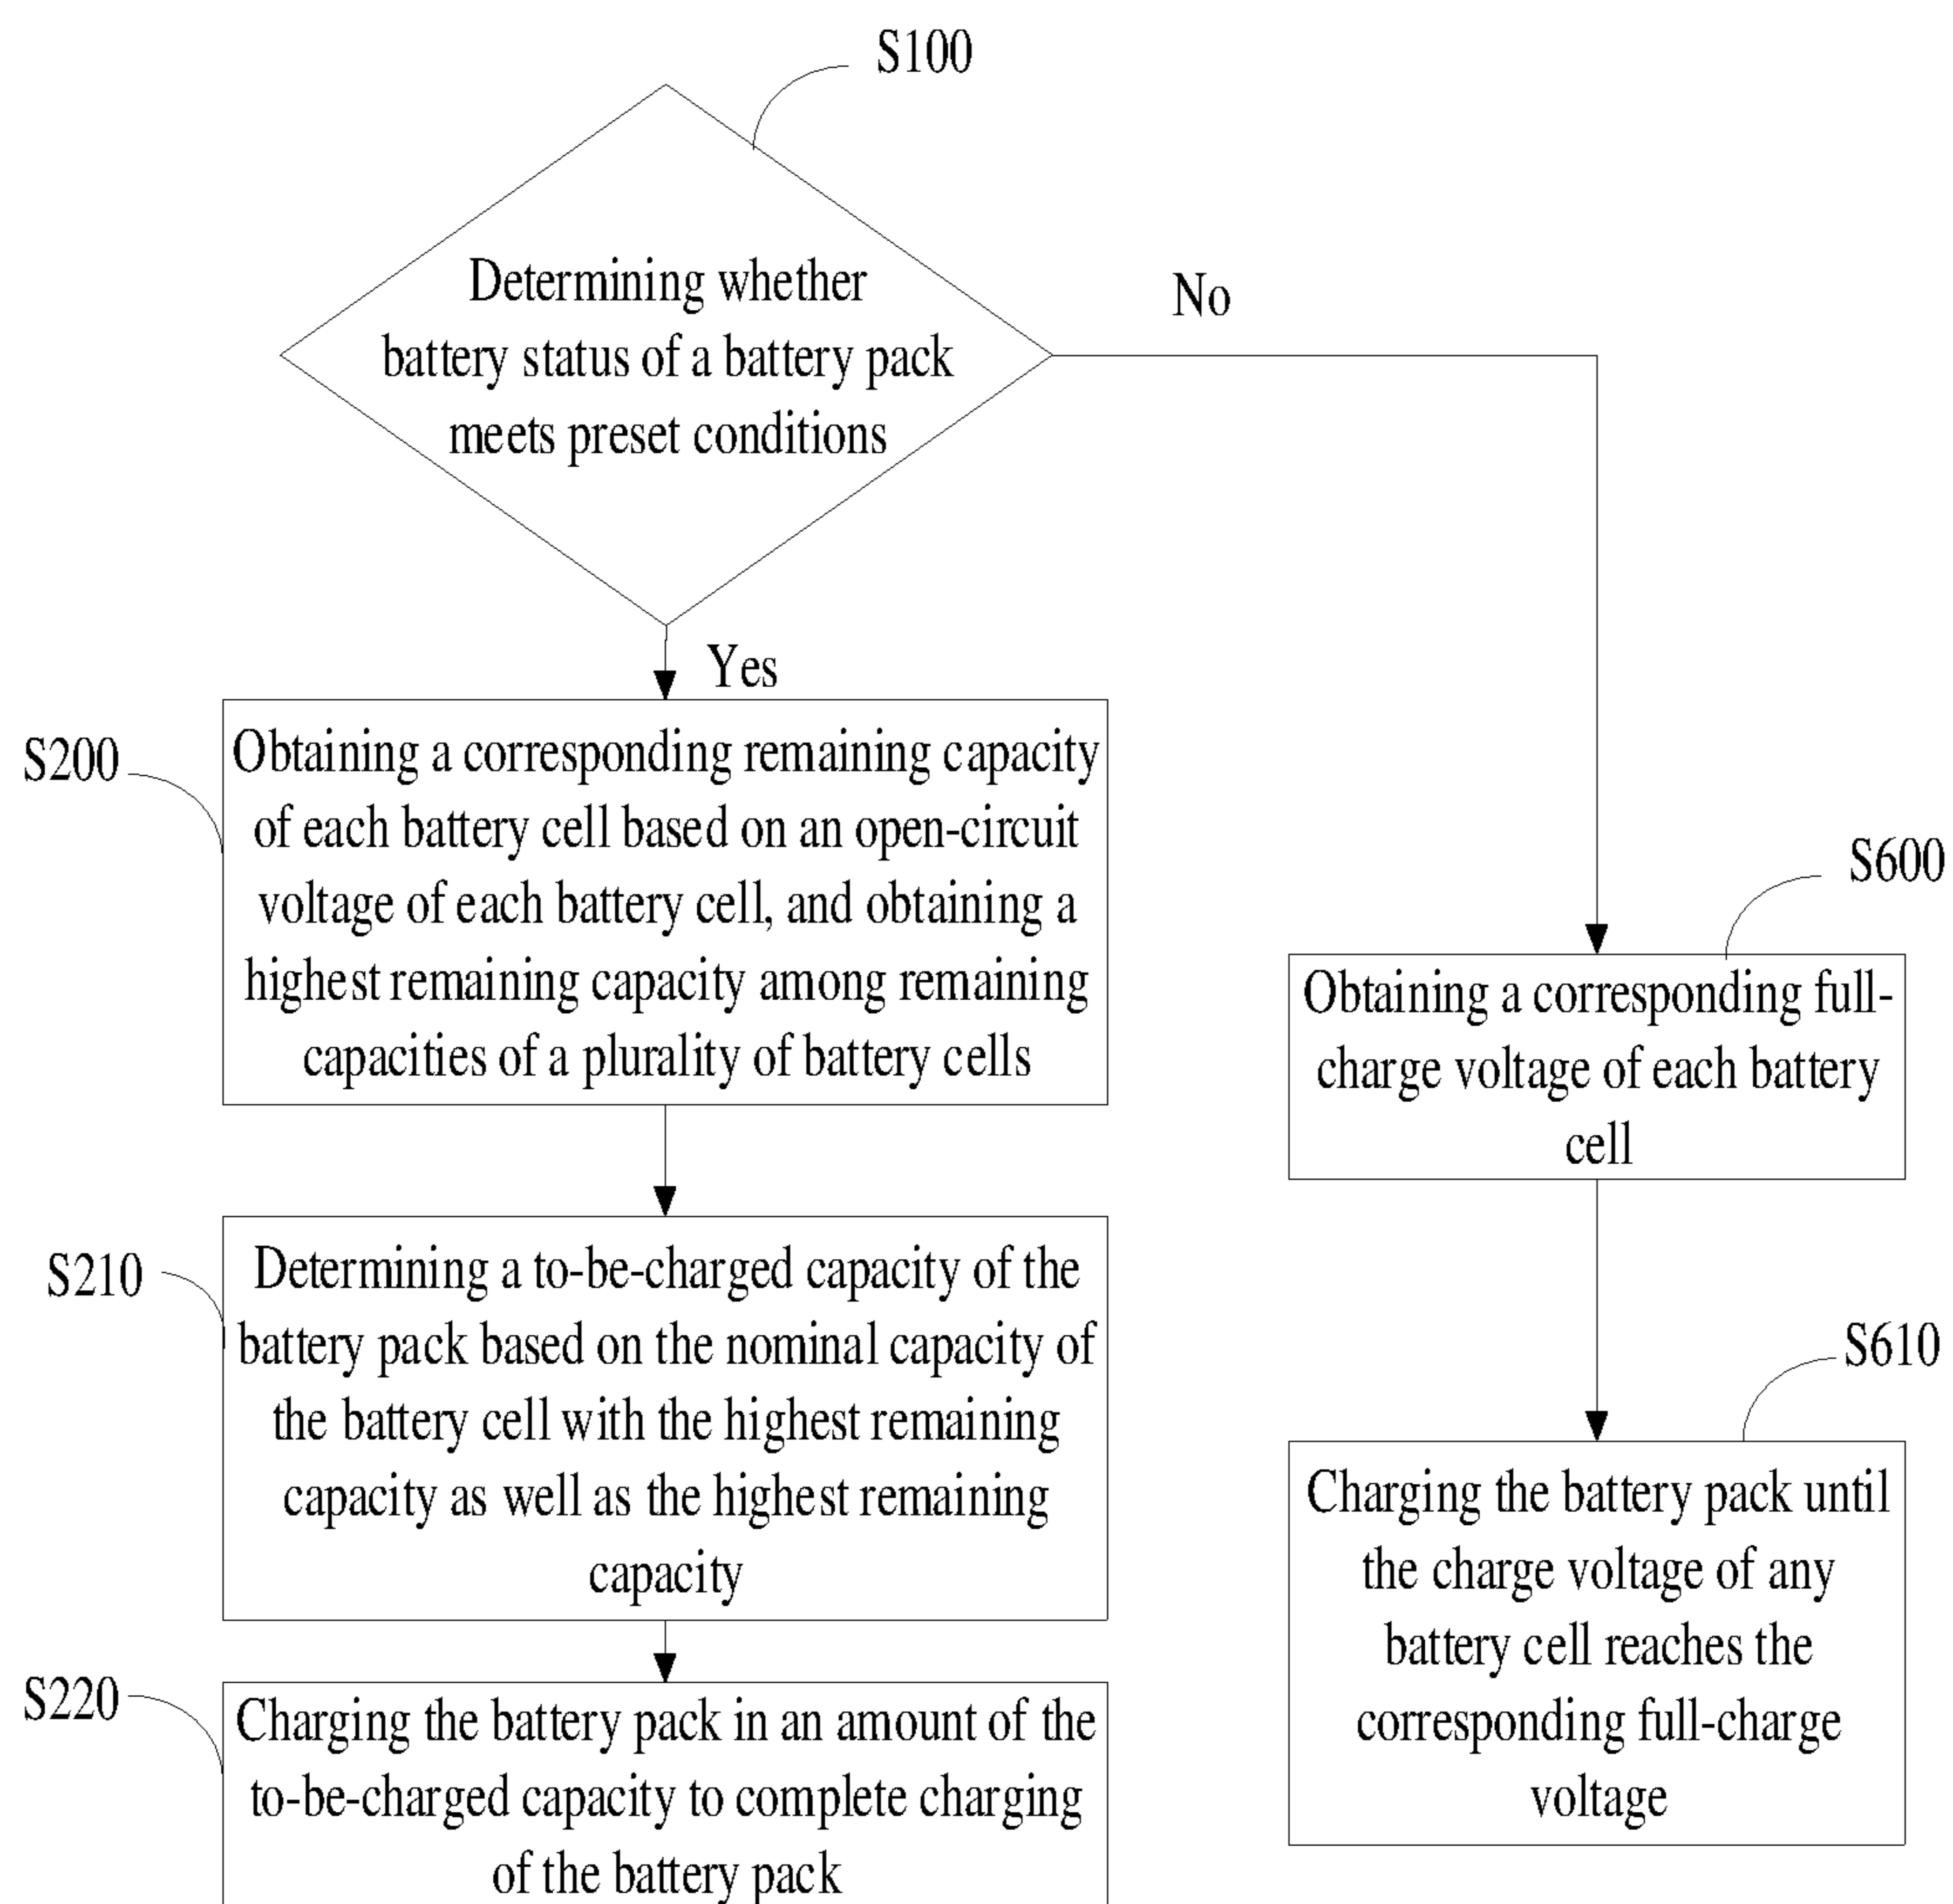 S100
Determining whether
battery status of a battery pack
meets preset conditions
No
Yes
S200
Obtaining a corresponding remaining capacity
of each battery cell based on an open-circuit
voltage of each battery cell, and obtaining a
highest remaining capacity among remaining
capacities of a plurality of battery cells
S210
Determining a to-be-charged capacity of the
battery pack based on the nominal capacity of
the battery cell with the highest remaining
capacity as well as the highest remaining
capacity
S220
Charging the battery pack in an amount of the
to-be-charged capacity to complete charging
of the battery pack
S600
Obtaining a corresponding full-
charge voltage of each battery
cell
S610
Charging the battery pack until
the charge voltage of any
battery cell reaches the
corresponding full-charge
voltage